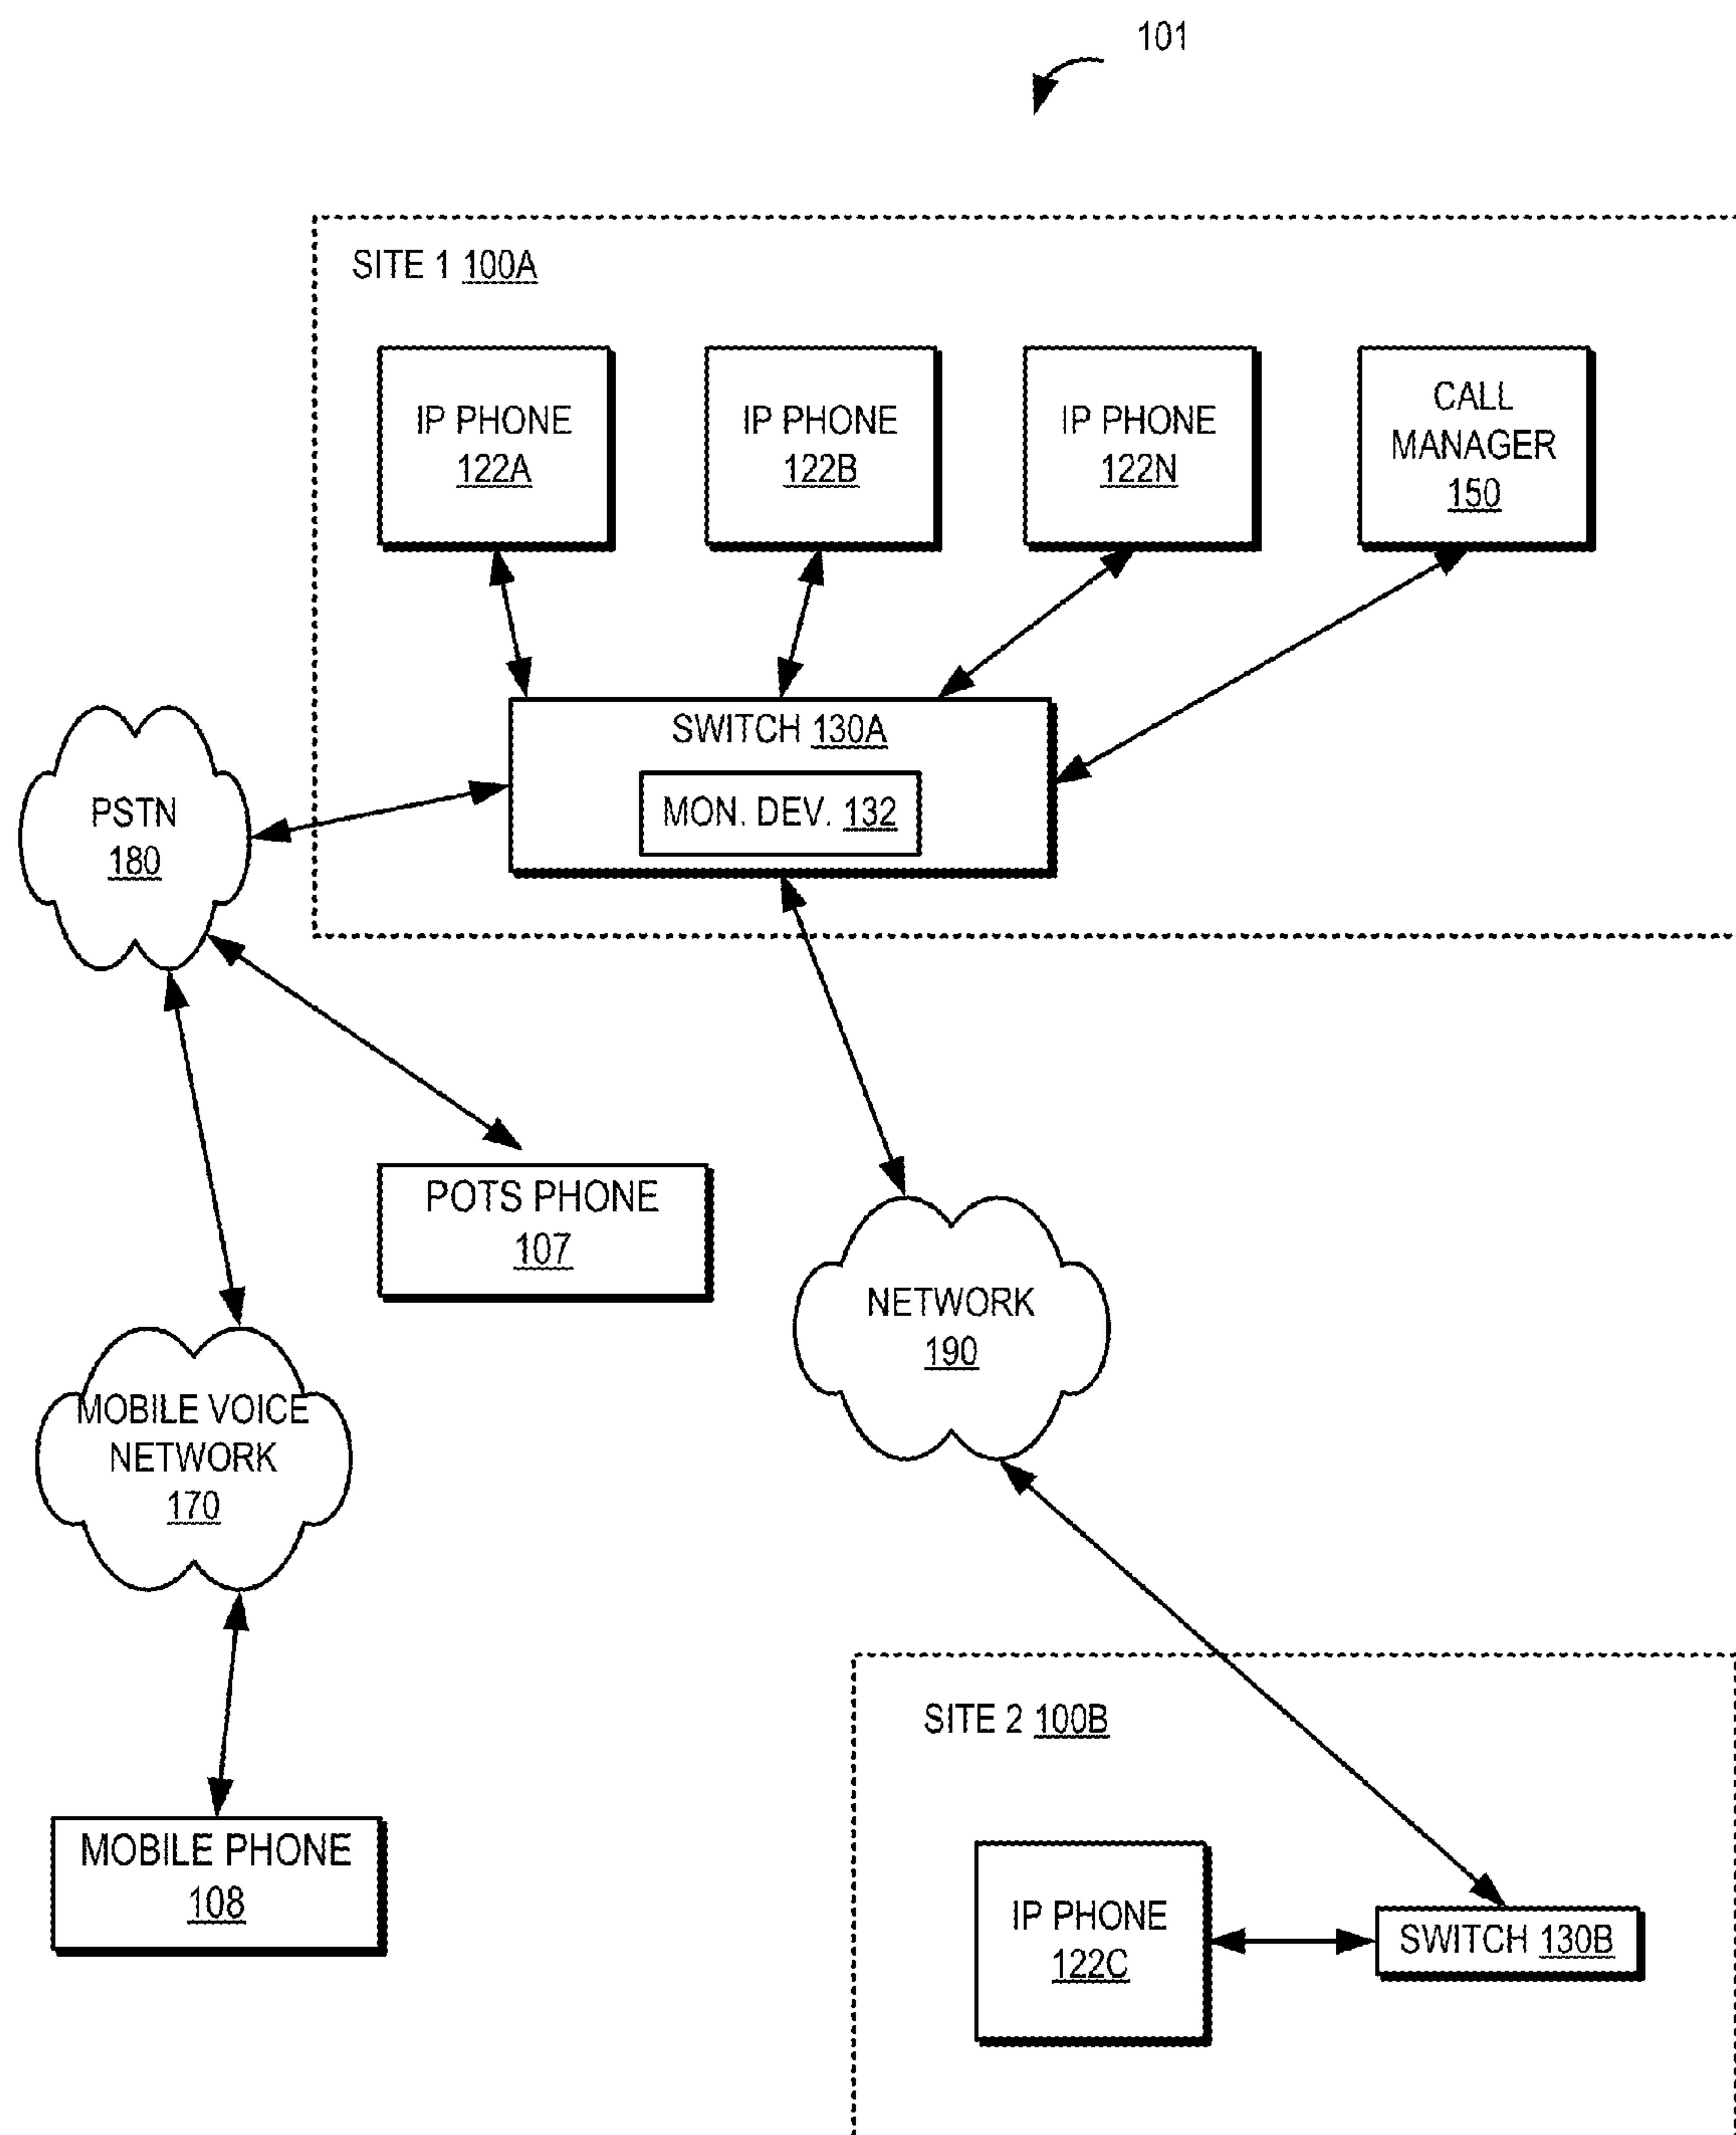 101
SITE 1 100A
IP PHONE
122A
IP PHONE
122B
IP PHONE
122N
CALL
MANAGER
150
SWITCH 130A
MON. DEV. 132
PSTN
180
POTS PHONE
107
NETWORK
190
MOBILE VOICE
NETWORK
170
SITE 2 100B
MOBILE PHONE
108
IP PHONE
122C
SWITCH 130B